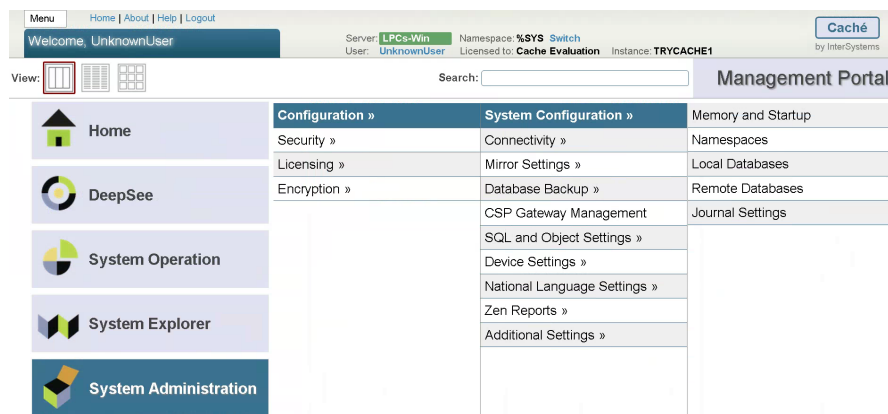 Menu Home | About | Help | Logout
Welcome, UnknownUser
Server: LPCs-Win Namespace: %SYS Switch
User: UnknownUser Licensed to: Cache Evaluation Instance: TRYCACHE1
Caché
by InterSystems
View: Search: Management Portal
Home
DeepSee
System Operation
System Explorer
System Administration
Configuration »
Security »
Licensing »
Encryption »
System Configuration »
Connectivity »
Mirror Settings »
Database Backup »
CSP Gateway Management
SQL and Object Settings »
Device Settings »
National Language Settings »
Zen Reports »
Additional Settings »
Memory and Startup
Namespaces
Local Databases
Remote Databases
Journal Settings